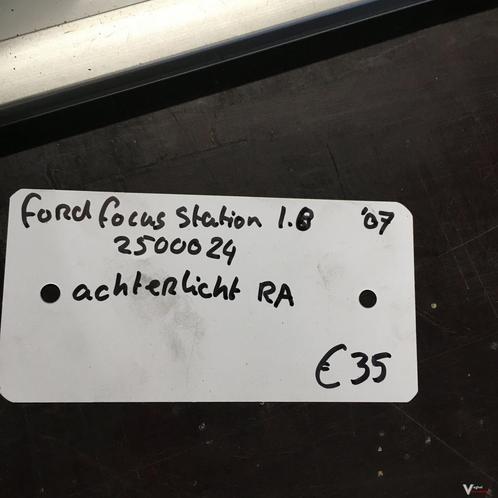 Ford focus Station 1.8 '07
2500024
achterlicht RA
€35